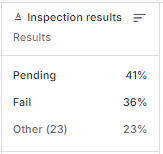 Inspection results
Results
Pending 41%
Fail 36%
Other (23) 23%